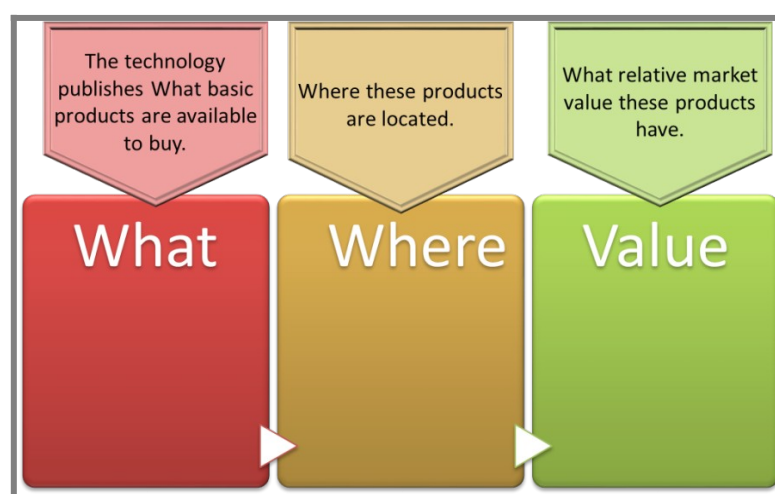 The technology
publishes What basic
products are available
to buy.
Where these products
are located.
What relative market
value these products
have.
What
Where
Value